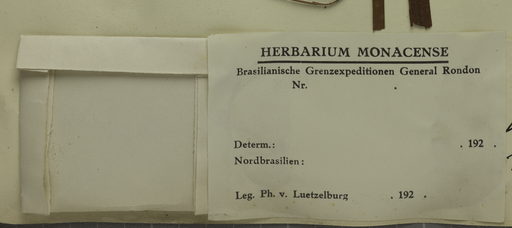 HERBARIUM MONACENSE
Brasilianische Grenzexpeditionen General Rondon
Nr. .
Determ.: . 192 .
Nordbrasilien:
Leg. Ph. v. Luetzelburg . 192 .